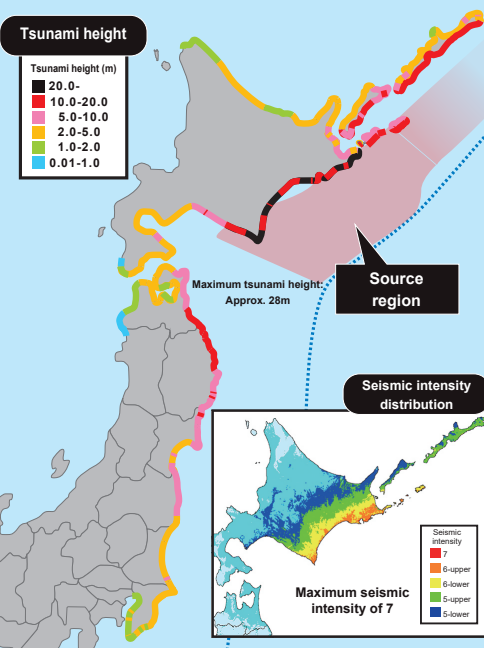 Tsunami height
Tsunami height (m)
20.0-
10.0-20.0
5.0-10.0
2.0-5.0
1.0-2.0
0.01-1.0
Maximum tsunami height:
Approx. 28m
Source
region
Seismic intensity
distribution
Seismic
intensity
7
6-upper
6-lower
5-upper
5-lower
Maximum seismic
intensity of 7